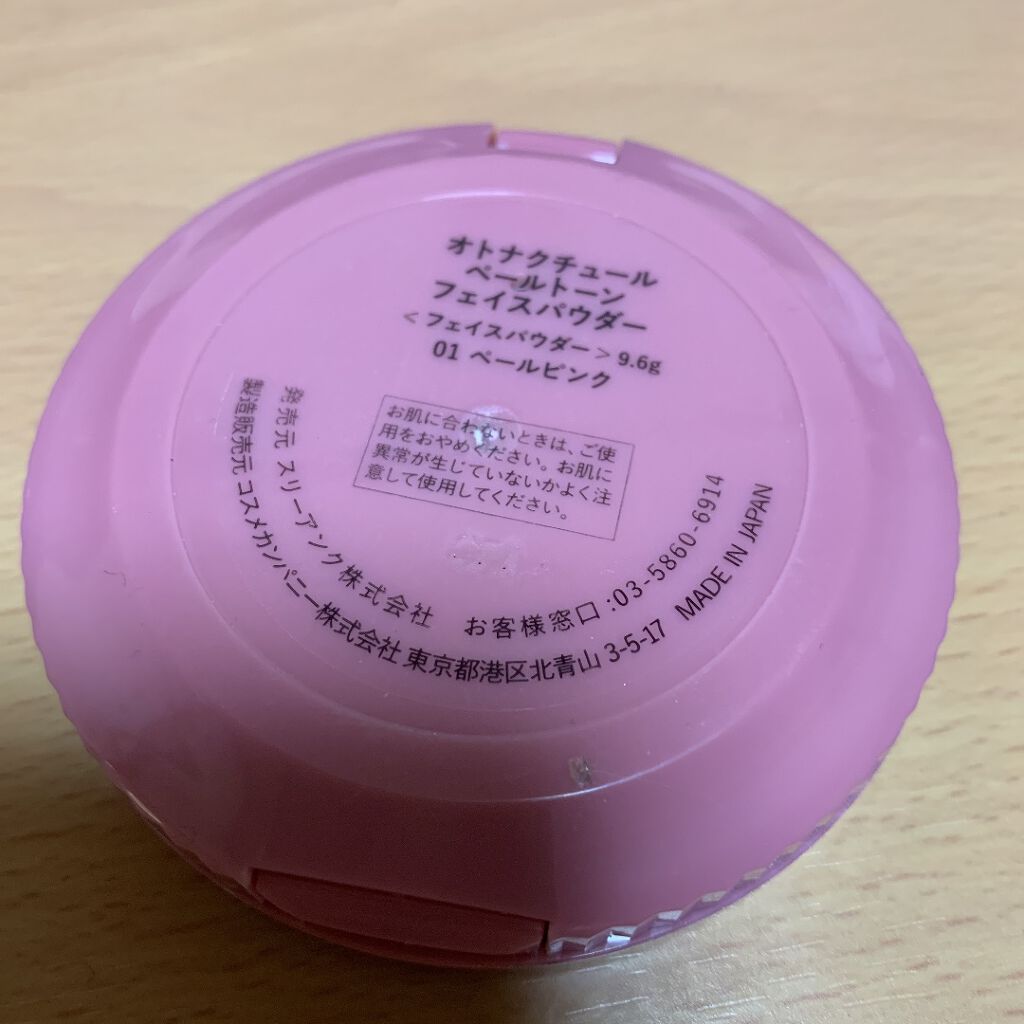 オトナクチュール
ペールトーン
フェイスパウダー
< フェイスパウダー > 9.6g
01 ペールピンク
お肌に合わないときは、ご使
用をおやめください。お肌に
異常が生じていないかよく注
意して使用してください。
発売元 スリーアンク株式会社 お客様窓口 :03-5860-6914
製造販売元 コスメカンパニー株式会社 東京都港区北青山 3-5-17 MADE IN JAPAN